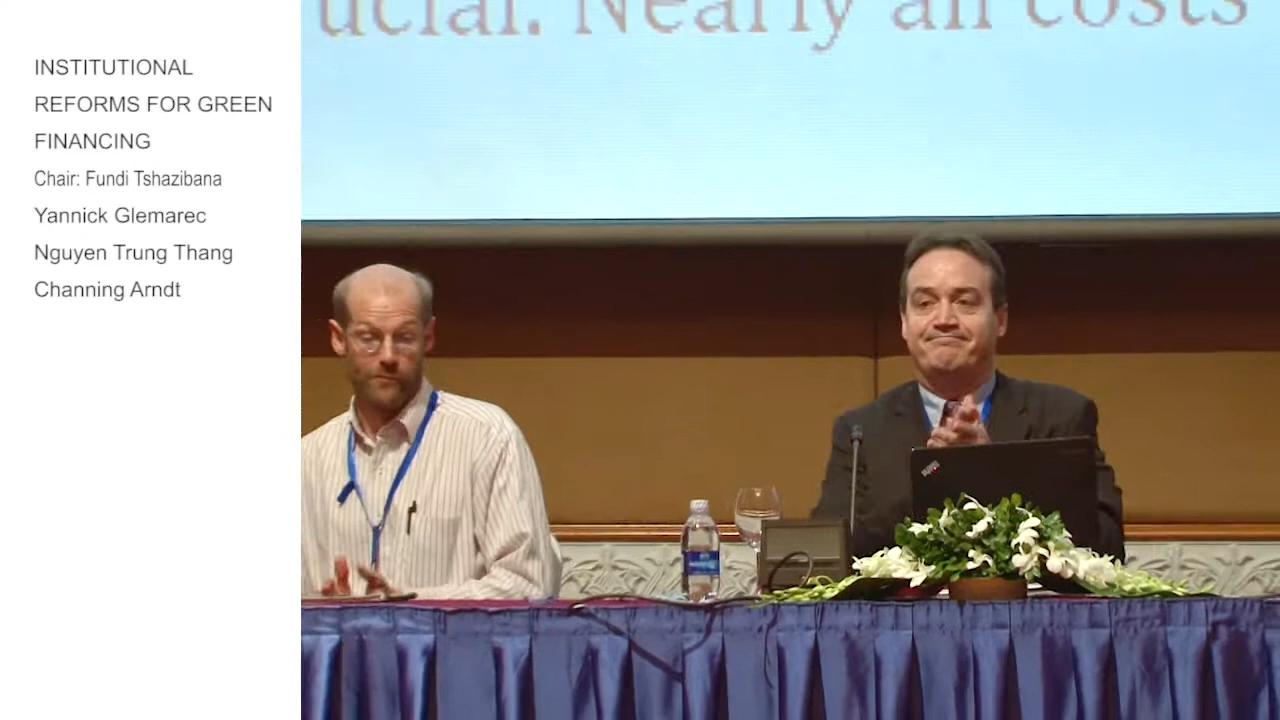 INSTITUTIONAL
REFORMS FOR GREEN
FINANCING
Chair: Fundi Tshazibana
Yannick Glemarec
Nguyen Trung Thang
Channing Arndt
ucial. Nearly all costs